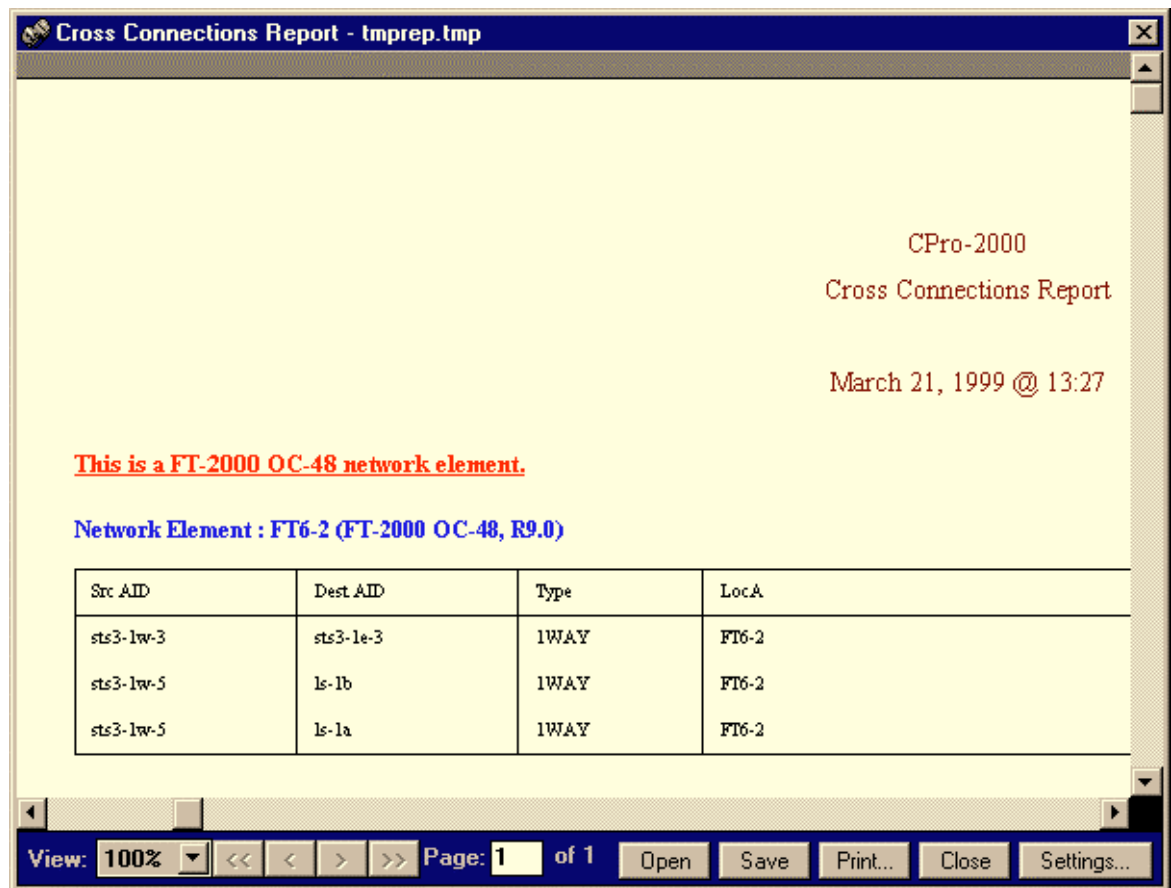 Cross Connections Report - tmprep.tmp
CPro-2000
Cross Connections Report
March 21, 1999 @ 13:27
This is a FT-2000 OC-48 network element.
Network Element : FT6-2 (FT-2000 OC-48, R9.0)
Src AID Dest AID Type LocA
sts3-1w-3 sts3-1e-3 1WAY FT6-2
sts3-1w-5 ls-1b 1WAY FT6-2
sts3-1w-5 ls-1a 1WAY FT6-2
View: 100% << < > >> Page: 1 of 1 Open Save Print... Close Settings...